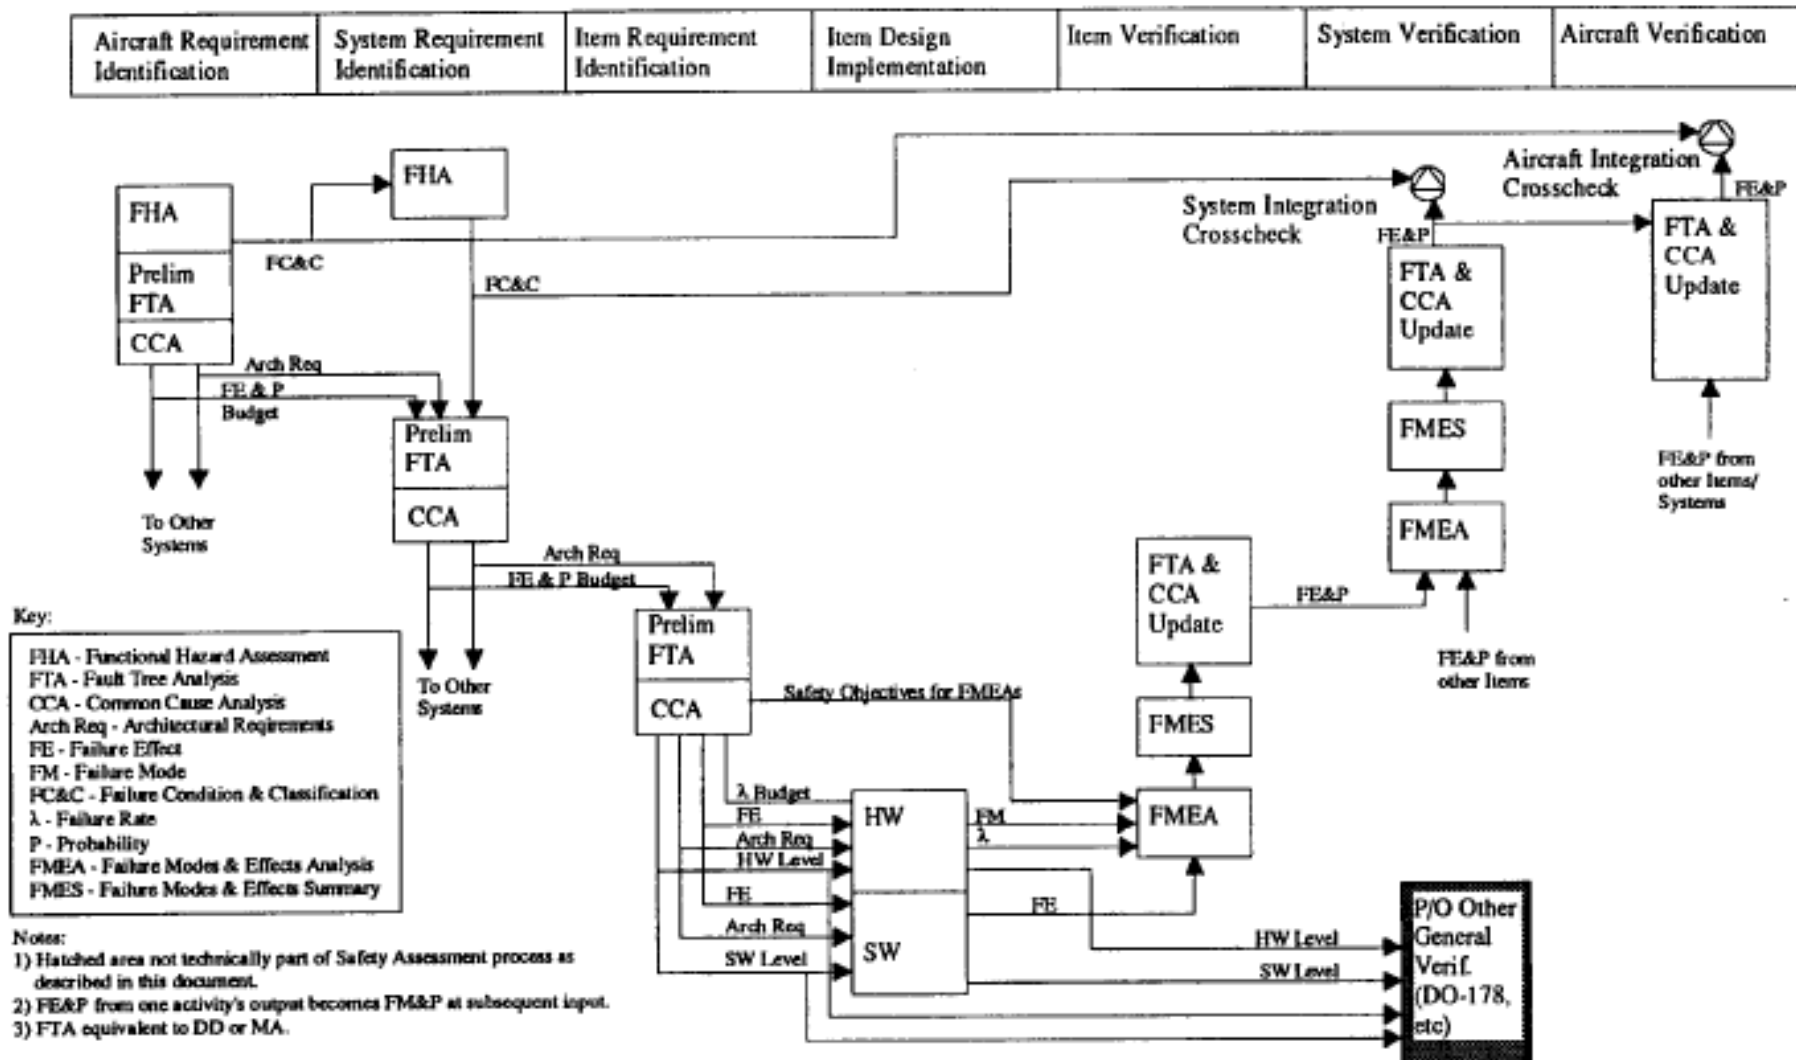 Aircraft Requirement
Identification
System Requirement
Identification
Item Requirement
Identification
Item Design
Implementation
Item Verification
System Verification
Aircraft Verification
FHA
Prelim
FTA
CCA
FC&C
FHA
FC&C
Arch Req
FE & P
Budget
To Other
Systems
Prelim
FTA
CCA
Arch Req
FE & P Budget
To Other
Systems
Prelim
FTA
CCA
Safety Objectives for FMEAs
λ Budget
FE
Arch Req
HW Level
FE
Arch Req
SW Level
HW
SW
FM
λ
FE
FMEA
FMES
FTA &
CCA
Update
FE&P
HW Level
SW Level
P/O Other
General
Verif.
(DO-178,
etc)
FE&P from
other Items
FMEA
FMES
FTA &
CCA
Update
FE&P
System Integration
Crosscheck
Aircraft Integration
Crosscheck
FE&P
FTA &
CCA
Update
FE&P from
other Items/
Systems
Key:
FHA - Functional Hazard Assessment
FTA - Fault Tree Analysis
CCA - Common Cause Analysis
Arch Req - Architectural Reqirements
FE - Failure Effect
FM - Failure Mode
FC&C - Failure Condition & Classification
λ - Failure Rate
P - Probability
FMEA - Failure Modes & Effects Analysis
FMES - Failure Modes & Effects Summary
Notes:
1) Hatched area not technically part of Safety Assessment process as
described in this document.
2) FE&P from one activity's output becomes FM&P at subsequent input.
3) FTA equivalent to DD or MA.